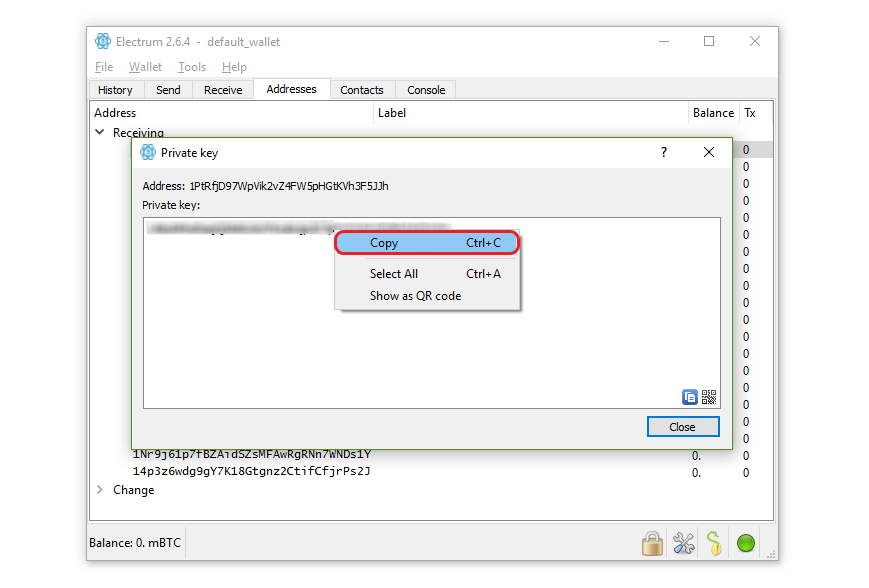 Electrum 2.6.4 - default_wallet
File Wallet Tools Help
History Send Receive Addresses Contacts Console
Address Label Balance Tx
Receiving
Private key ?
0
0
Address: 1PtRfjD97WpVik2vZ4FW5pHGtKVh3F5JJh
0
Private key:
0
0
0
Copy Ctrl+C
0
0
Select All Ctrl+A
0
0
Show as QR code
0
0
0
0
0
0
0
0
Close
0
1Nr9j61p7fBZAidSZsMFAwRgRNn7WNDs1Y 0. 0
14p3z6wdg9gY7K18Gtgnz2CtifCfjrPs2J 0. 0
Change
Balance: 0. mBTC